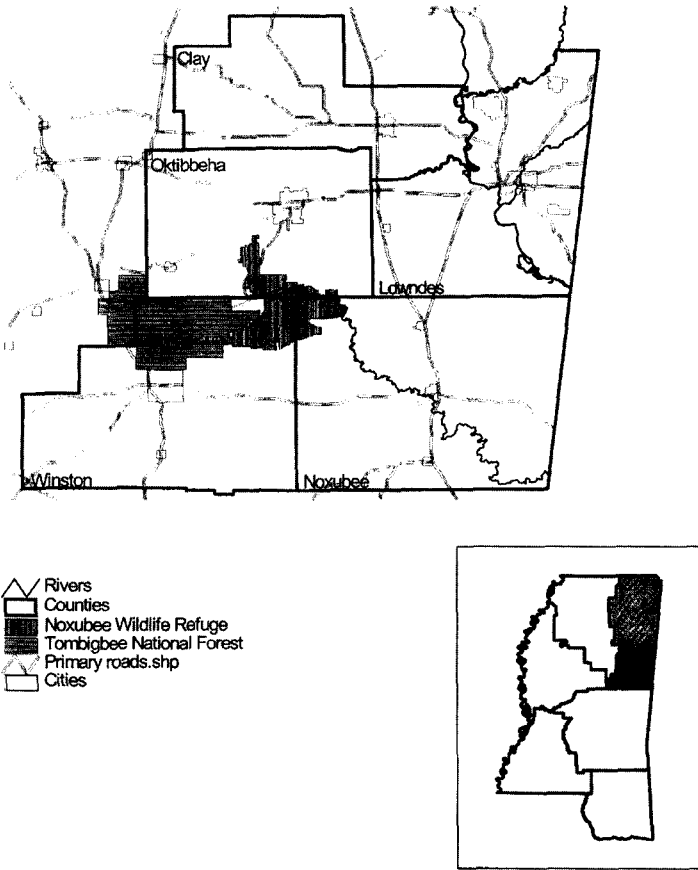 Clay
Oktibbeha
Lowndes
Winston
Noxubee
Rivers
Counties
Noxubee Wildlife Refuge
Tombigbee National Forest
Primary roads.shp
Cities